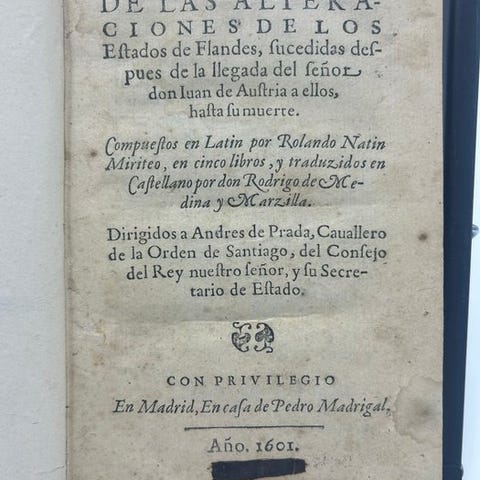 DE LAS ALTERA-
CIONES DE LOS
Eſtados de Flandes, ſucedidas deſ-
pues de la llegada del ſeñor
don Iuan de Auſtria a ellos,
haſta ſu muerte.
Compueſtos en Latin por Rolando Natin
Miriteo, en cinco libros, y traduzidos en
Caſtellano por don Rodrigo de Me-
dina y Marzilla.
Dirigidos a Andres de Prada, Cauallero
de la Orden de Santiago, del Conſejo
del Rey nueſtro ſeñor, y ſu Secre-
tario de Eſtado.
CON PRIVILEGIO
En Madrid, En caſa de Pedro Madrigal,
Año. 1601.